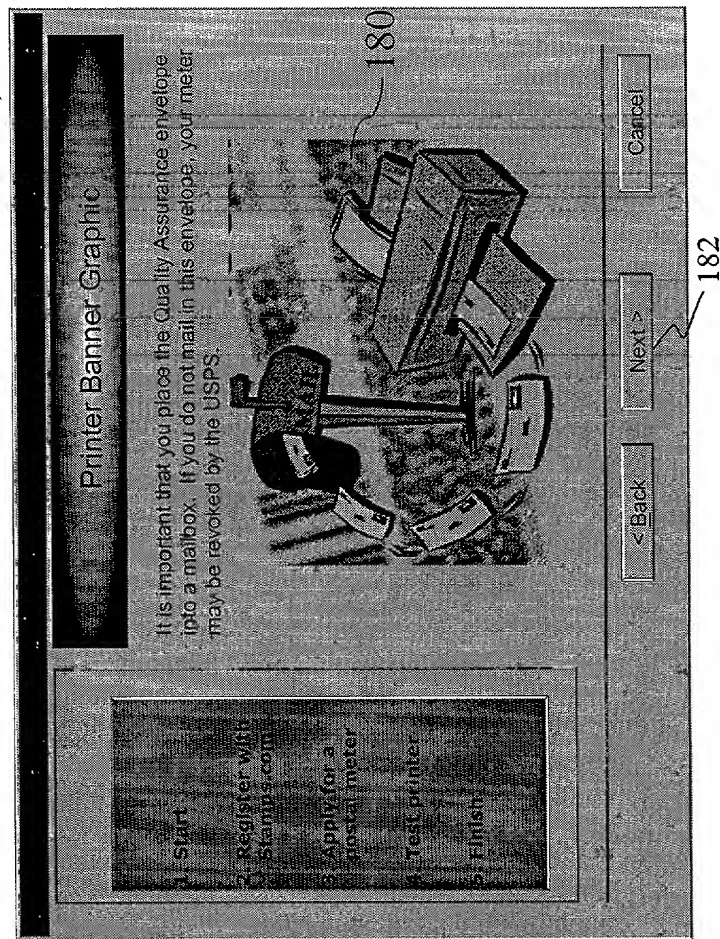 Printer Banner Graphic
It is important that you place the Quality Assurance envelope
into a mailbox. If you do not mail in this envelope, your meter
may be revoked by the USPS.
1 Start
2 Register with
Stamps.com
3 Apply for a
postal meter
4 Test printer
5 Finish
MAIL
180
< Back
Next >
Cancel
182